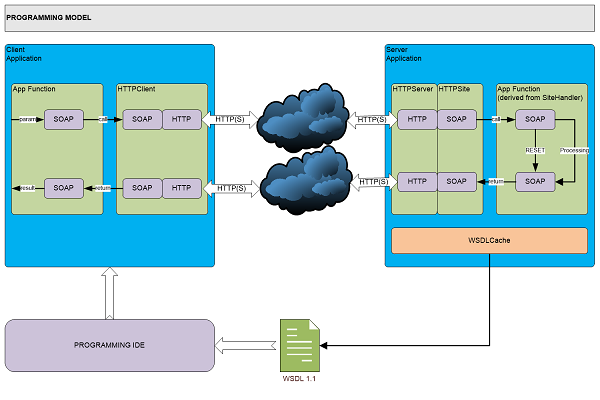 PROGRAMMING MODEL
Client
Application
Server
Application
App Function
HTTPClient
HTTPServer
HTTPSite
App Function
(derived from SiteHandler)
param
SOAP
call
SOAP
HTTP
HTTP(S)
HTTP(S)
HTTP
SOAP
call
SOAP
RESET
Processing
result
SOAP
return
SOAP
HTTP
HTTP(S)
HTTP(S)
HTTP
SOAP
return
SOAP
WSDLCache
PROGRAMMING IDE
WSDL 1.1